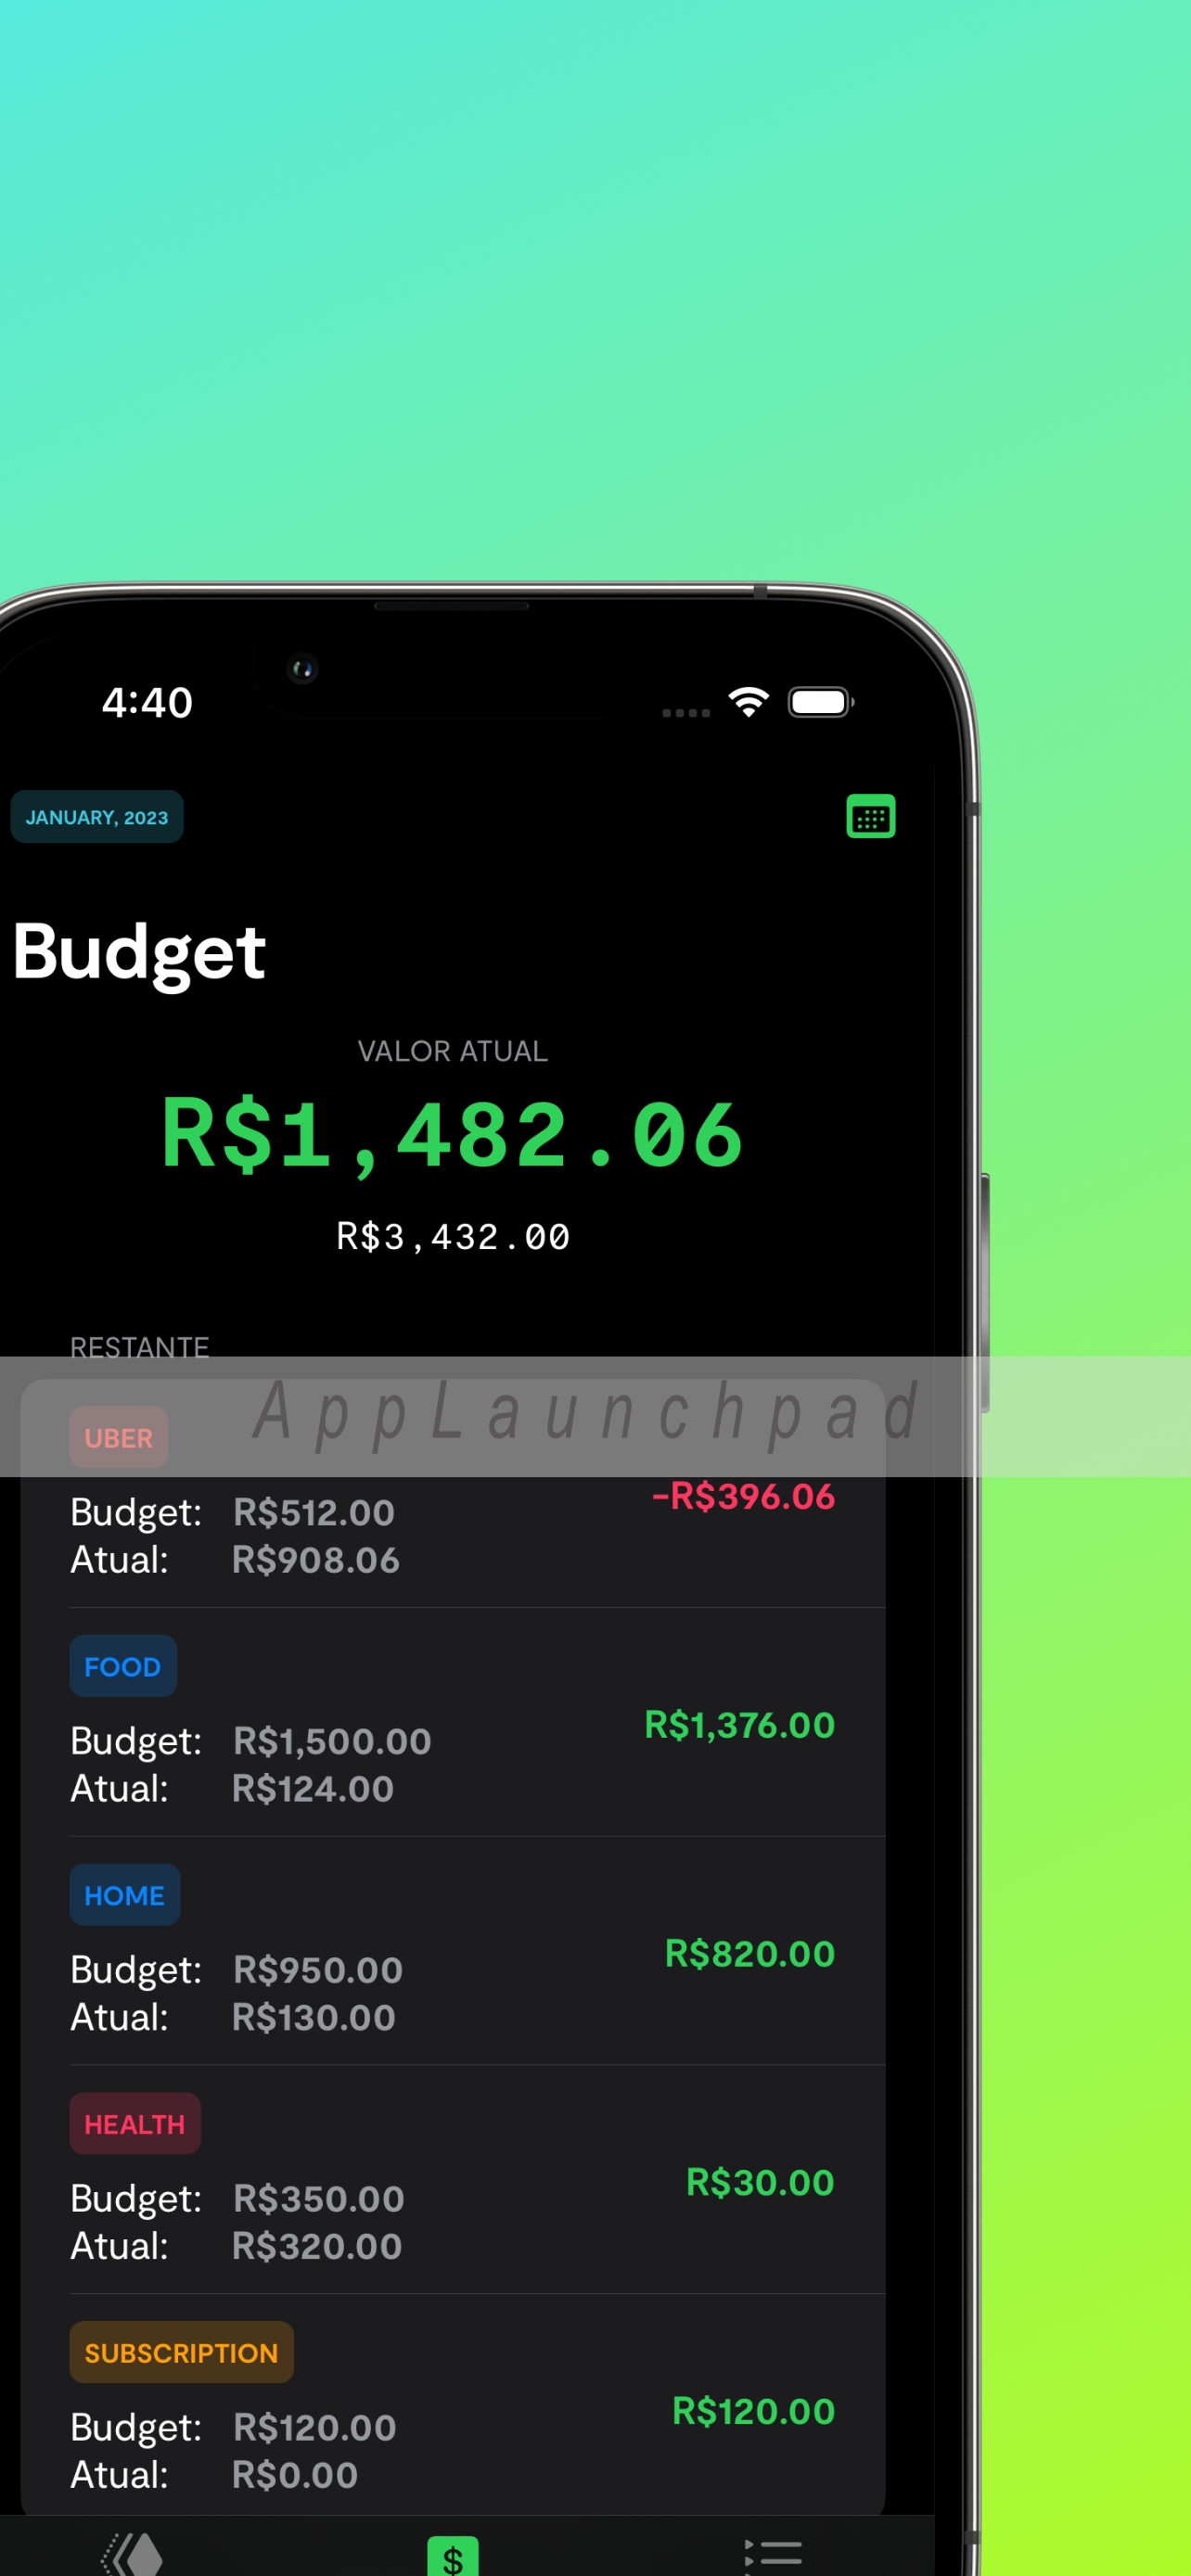 4:40
JANUARY, 2023
Budget
VALOR ATUAL
R$1,482.06
R$3,432.00
RESTANTE
AppLaunchpad
UBER
-R$396.06
Budget: R$512.00
Atual: R$908.06
FOOD
R$1,376.00
Budget: R$1,500.00
Atual: R$124.00
HOME
R$820.00
Budget: R$950.00
Atual: R$130.00
HEALTH
R$30.00
Budget: R$350.00
Atual: R$320.00
SUBSCRIPTION
R$120.00
Budget: R$120.00
Atual: R$0.00
$